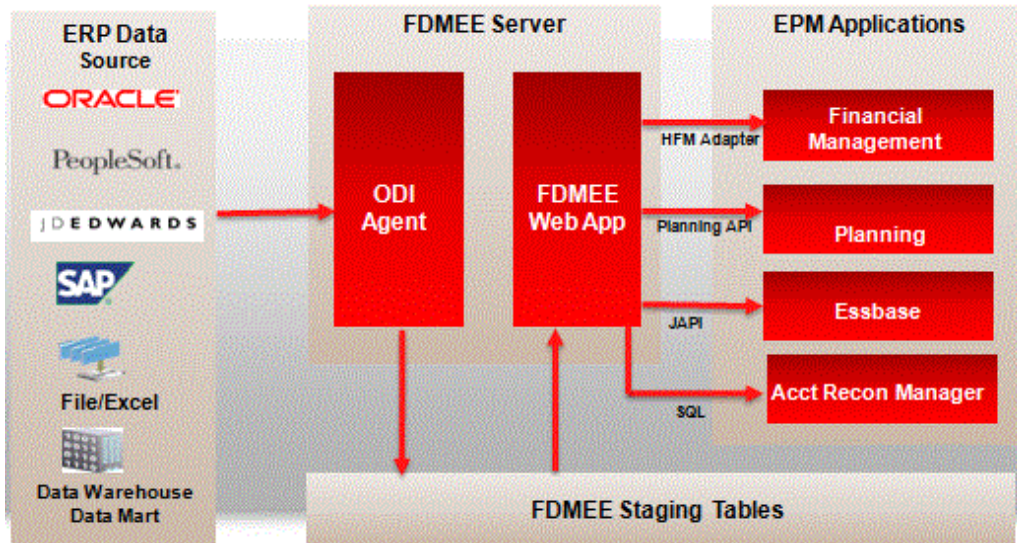 ERP Data
Source
ORACLE
PeopleSoft.
JDEDWARDS
SAP
File/Excel
Data Warehouse
Data Mart
FDMEE Server
ODI
Agent
FDMEE
Web App
HFM Adapter
Planning API
JAPI
SQL
EPM Applications
Financial
Management
Planning
Essbase
Acct Recon Manager
FDMEE Staging Tables